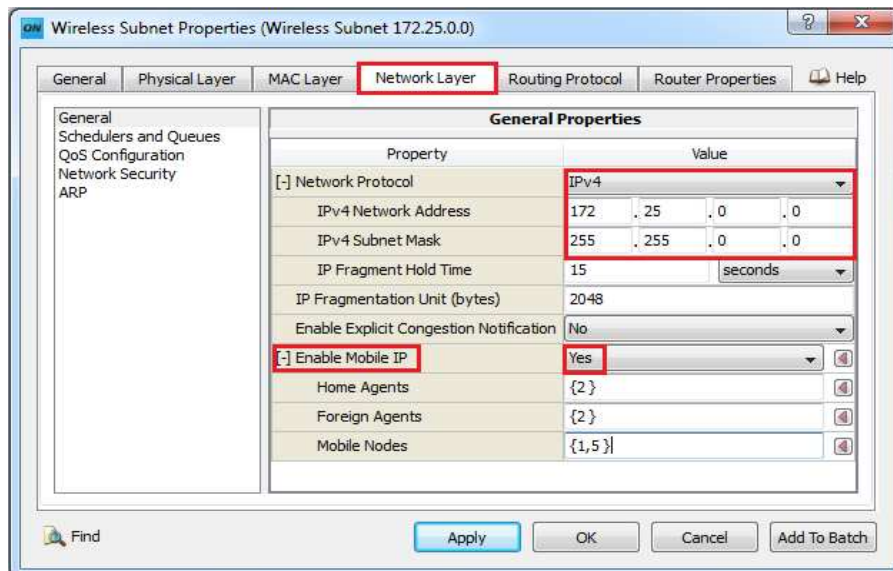 ON Wireless Subnet Properties (Wireless Subnet 172.25.0.0) ? X
General Physical Layer MAC Layer Network Layer Routing Protocol Router Properties Help
General
Schedulers and Queues
QoS Configuration
Network Security
ARP
General Properties
Property Value
[-] Network Protocol IPv4
IPv4 Network Address 172 . 25 . 0 . 0
IPv4 Subnet Mask 255 . 255 . 0 . 0
IP Fragment Hold Time 15 seconds
IP Fragmentation Unit (bytes) 2048
Enable Explicit Congestion Notification No
[-] Enable Mobile IP Yes
Home Agents {2 }
Foreign Agents {2 }
Mobile Nodes {1,5 }
Find Apply OK Cancel Add To Batch